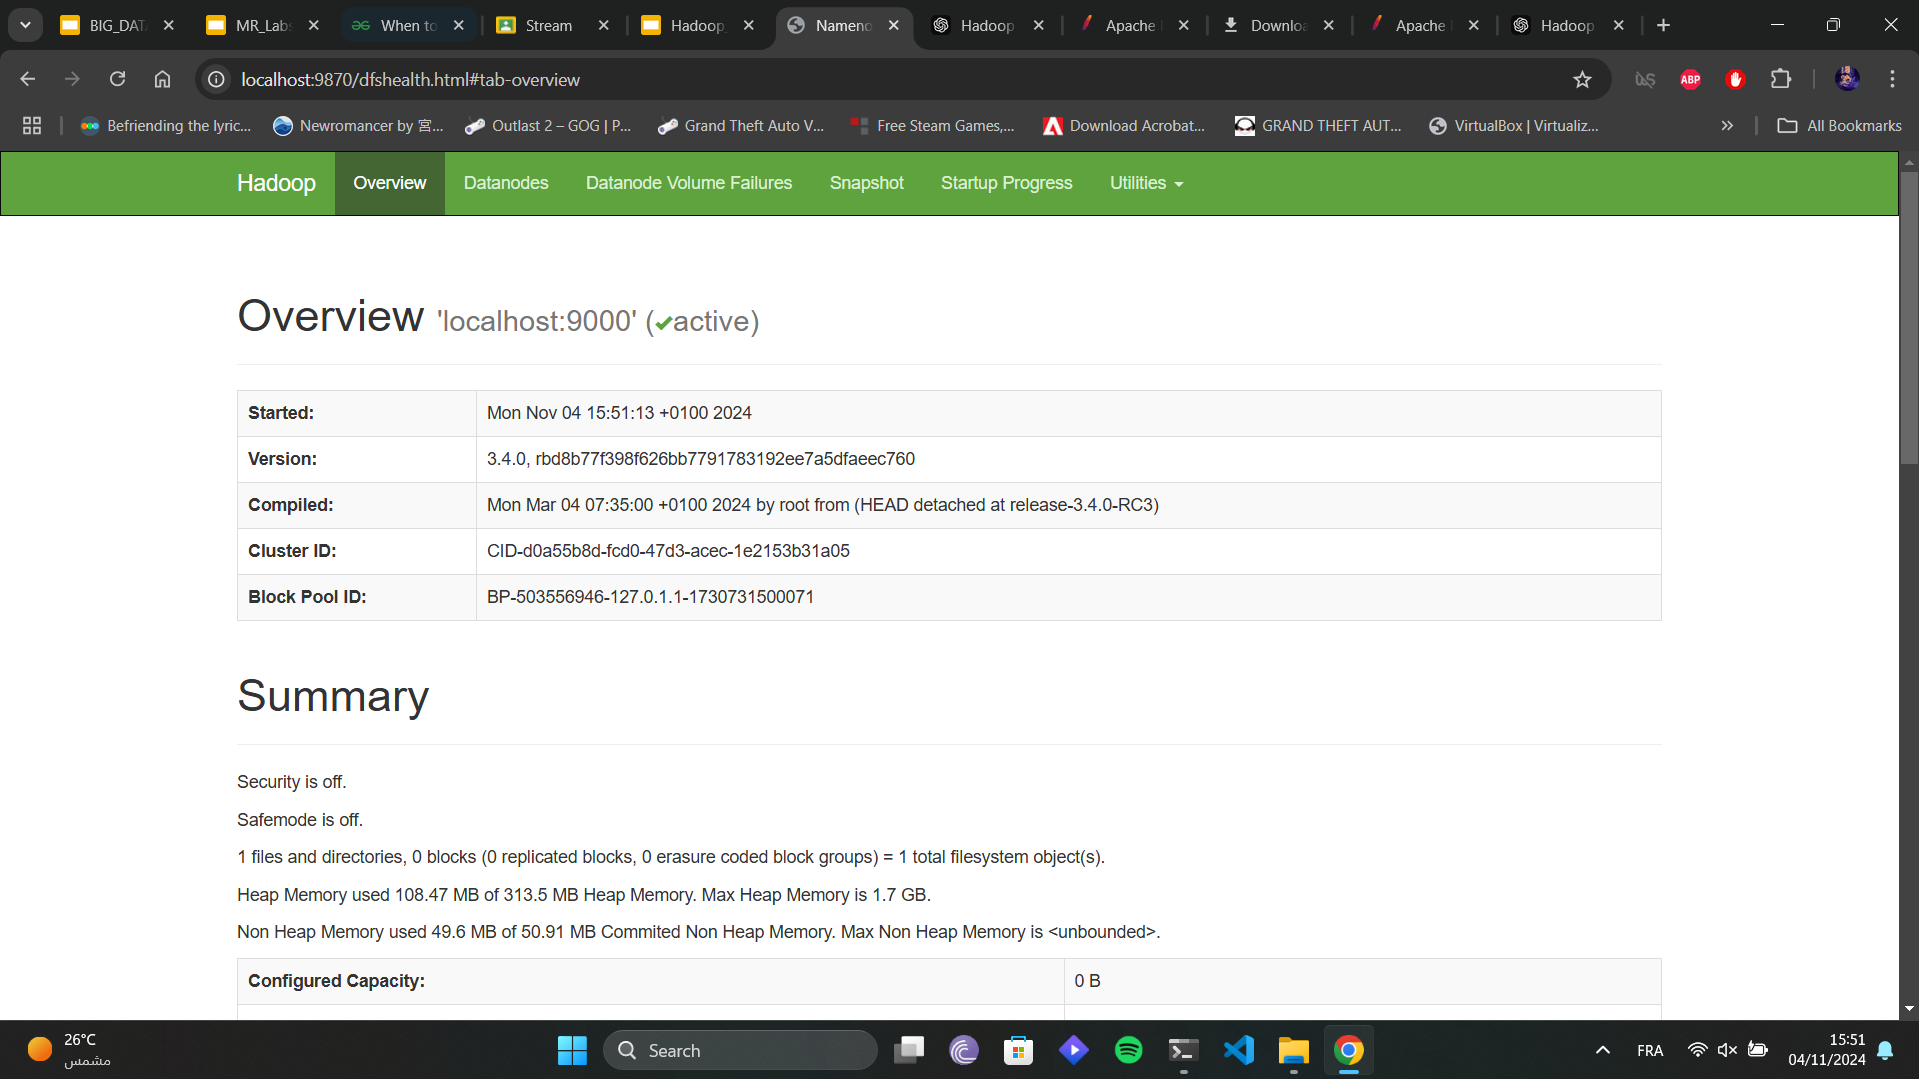 BIG_DAT
MR_Lab
When to
Stream
Hadoop_
Nameno
Hadoop
Apache
Downlo
Apache
Hadoop
localhost:9870/dfshealth.html#tab-overview
ABP
Befriending the lyric...
Newromancer by 宮...
Outlast 2 – GOG | P...
Grand Theft Auto V...
Free Steam Games,...
Download Acrobat...
GRAND THEFT AUT...
VirtualBox | Virtualiz...
All Bookmarks
Hadoop
Overview
Datanodes
Datanode Volume Failures
Snapshot
Startup Progress
Utilities
Overview 'localhost:9000' (✔active)
Started: Mon Nov 04 15:51:13 +0100 2024
Version: 3.4.0, rbd8b77f398f626bb7791783192ee7a5dfaeec760
Compiled: Mon Mar 04 07:35:00 +0100 2024 by root from (HEAD detached at release-3.4.0-RC3)
Cluster ID: CID-d0a55b8d-fcd0-47d3-acec-1e2153b31a05
Block Pool ID: BP-503556946-127.0.1.1-1730731500071
Summary
Security is off.
Safemode is off.
1 files and directories, 0 blocks (0 replicated blocks, 0 erasure coded block groups) = 1 total filesystem object(s).
Heap Memory used 108.47 MB of 313.5 MB Heap Memory. Max Heap Memory is 1.7 GB.
Non Heap Memory used 49.6 MB of 50.91 MB Commited Non Heap Memory. Max Non Heap Memory is <unbounded>.
Configured Capacity: 0 B
26°C
مشمس
Search
FRA
15:51
04/11/2024